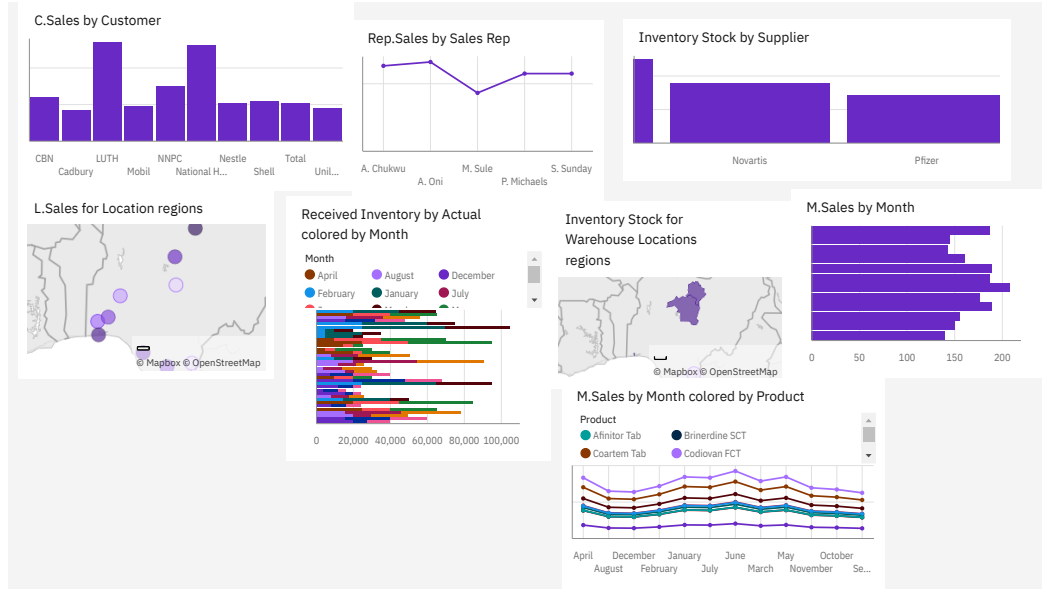 C.Sales by Customer
CBN
Cadbury
LUTH
Mobil
NNPC
National H...
Nestle
Shell
Total
Unil...
Rep.Sales by Sales Rep
A. Chukwu
A. Oni
M. Sule
P. Michaels
S. Sunday
Inventory Stock by Supplier
Novartis
Pfizer
L.Sales for Location regions
© Mapbox © OpenStreetMap
Received Inventory by Actual
colored by Month
Month
April August December
February January July
0 20,000 40,000 60,000 80,000 100,000
Inventory Stock for
Warehouse Locations
regions
© Mapbox © OpenStreetMap
M.Sales by Month
0 50 100 150 200
M.Sales by Month colored by Product
Product
Afinitor Tab Brinerdine SCT
Coartem Tab Codiovan FCT
April December January June May October
August February July March November Se...